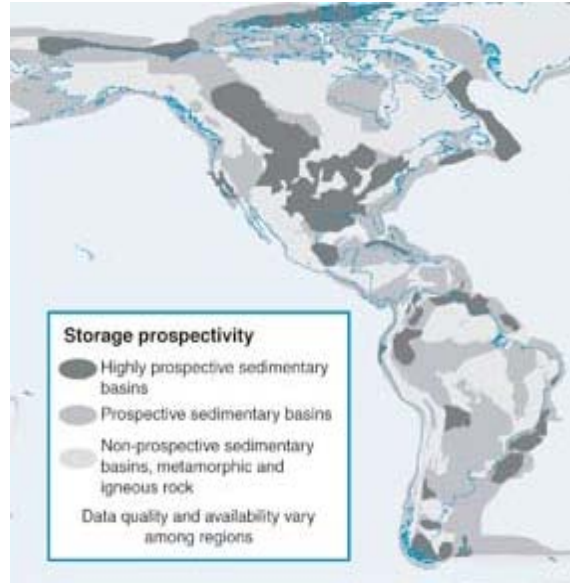 Storage prospectivity
Highly prospective sedimentary
basins
Prospective sedimentary basins
Non-prospective sedimentary
basins, metamorphic and
igneous rock
Data quality and availability vary
among regions